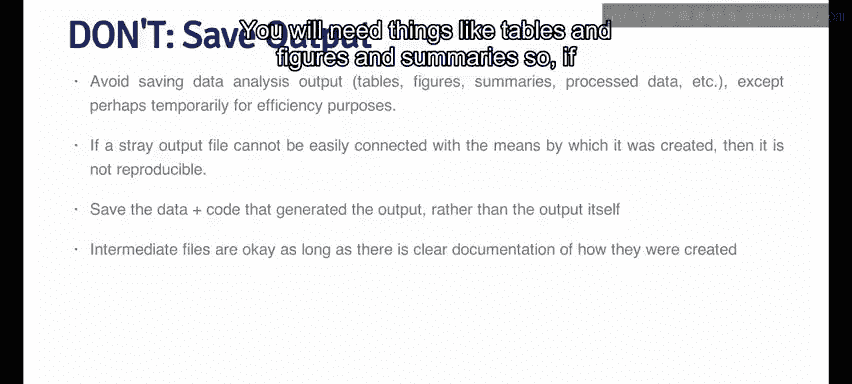 DON'T: Save Output
You will need things like tables and
figures and summaries so, if
· Avoid saving data analysis output (tables, figures, summaries, processed data, etc.), except
perhaps temporarily for efficiency purposes.
· If a stray output file cannot be easily connected with the means by which it was created, then it is
not reproducible.
· Save the data + code that generated the output, rather than the output itself
· Intermediate files are okay as long as there is clear documentation of how they were created